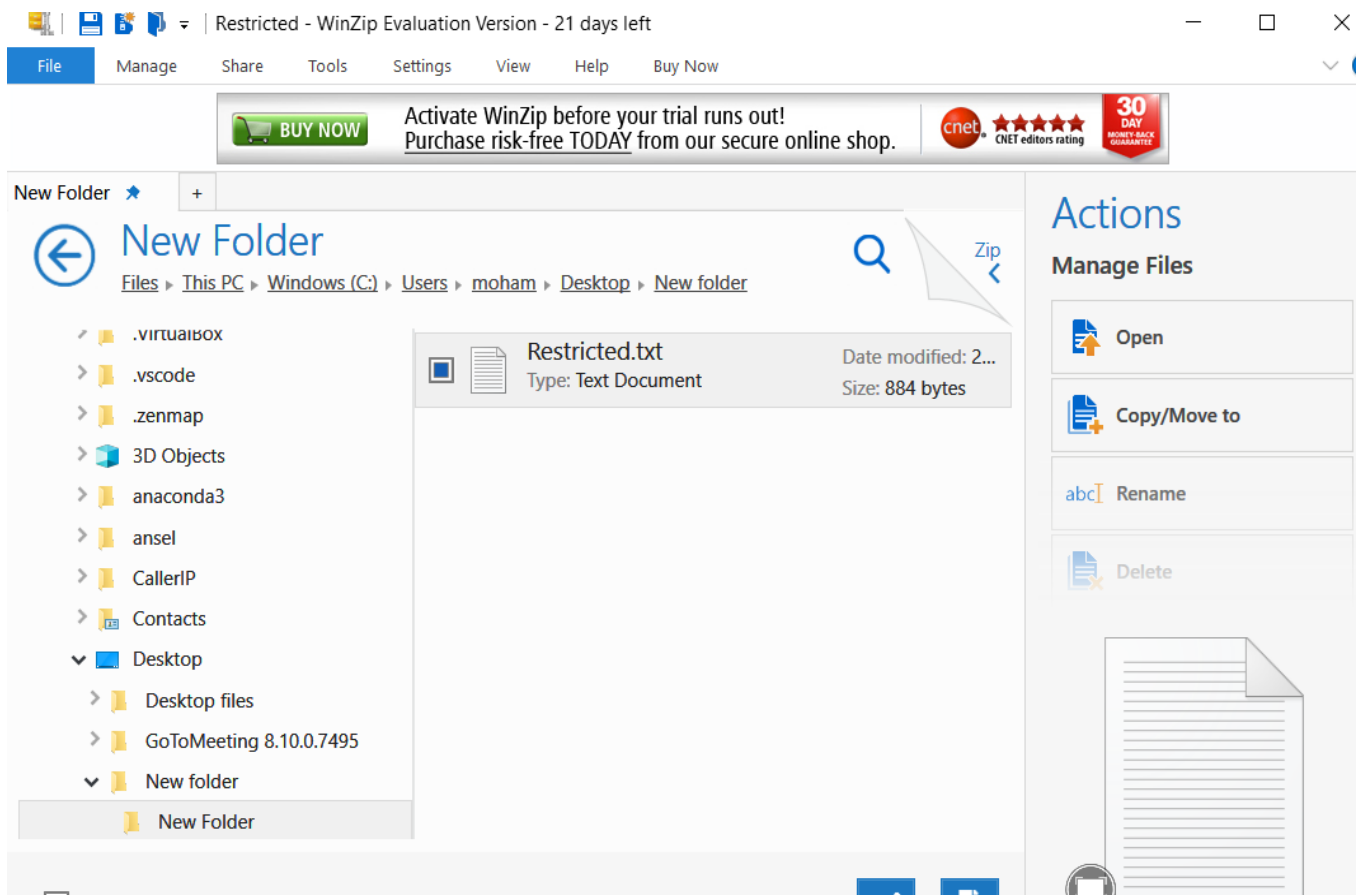 Restricted - WinZip Evaluation Version - 21 days left
File Manage Share Tools Settings View Help Buy Now
BUY NOW
Activate WinZip before your trial runs out!
Purchase risk-free TODAY from our secure online shop.
cnet
CNET editors rating
30
DAY
MONEY-BACK
GUARANTEE
New Folder +
New Folder
Files This PC Windows (C:) Users moham Desktop New folder
Zip
.VirtualBox
.vscode
.zenmap
3D Objects
anaconda3
ansel
CallerIP
Contacts
Desktop
Desktop files
GoToMeeting 8.10.0.7495
New folder
New Folder
Restricted.txt
Type: Text Document
Date modified: 2...
Size: 884 bytes
Actions
Manage Files
Open
Copy/Move to
abc Rename
Delete